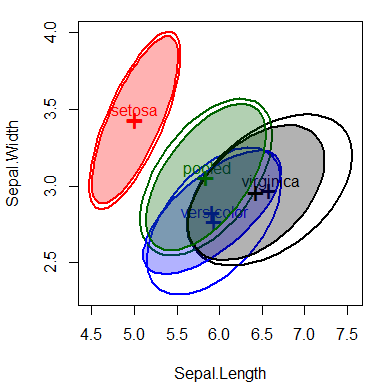 4.0
3.5
3.0
2.5
Sepal.Width
setosa
pooled
virginica
versicolor
4.5 5.0 5.5 6.0 6.5 7.0 7.5
Sepal.Length